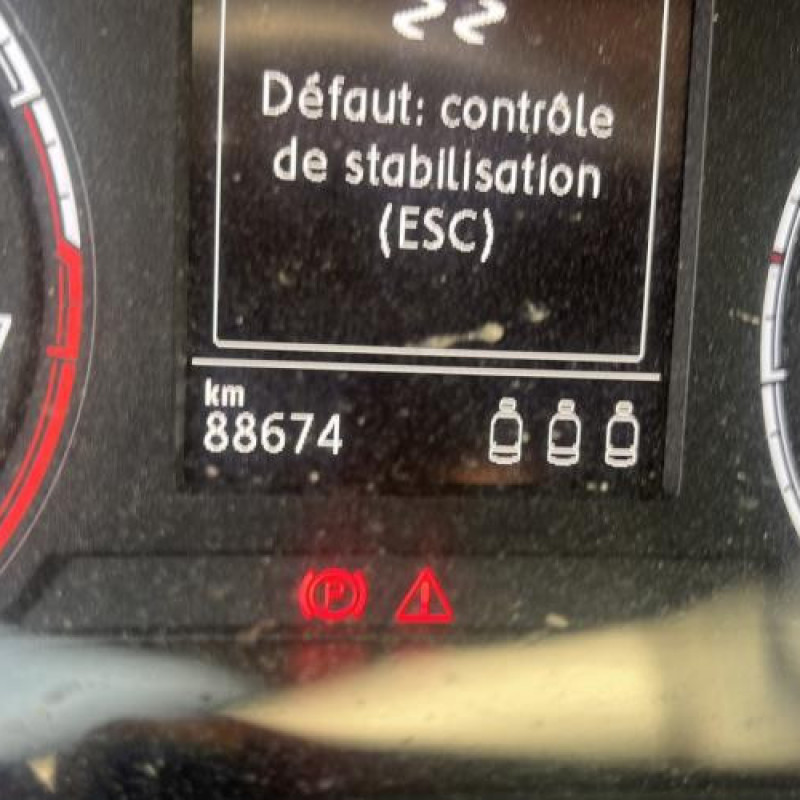 Défaut: contrôle
de stabilisation
(ESC)
km
88674
P